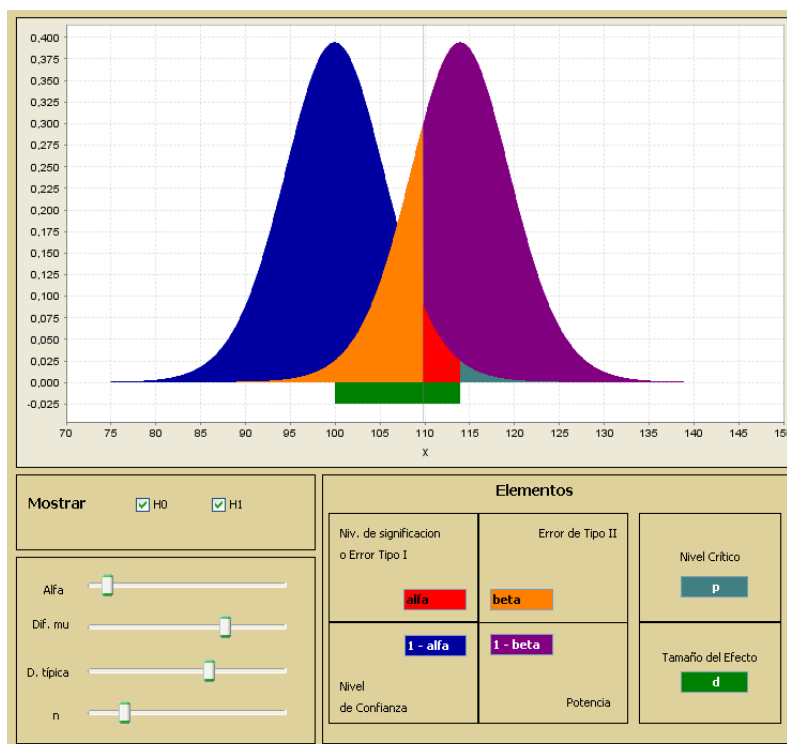 0,400
0,375
0,350
0,325
0,300
0,275
0,250
0,225
0,200
0,175
0,150
0,125
0,100
0,075
0,050
0,025
0,000
-0,025
70 75 80 85 90 95 100 105 110 115 120 125 130 135 140 145 150
X
Mostrar H0 H1
Alfa
Dif. mu
D. típica
n
Elementos
Niv. de significacion
o Error Tipo I
alfa
Error de Tipo II
beta
1 - alfa
Nivel
de Confianza
1 - beta
Potencia
Nivel Crítico
p
Tamaño del Efecto
d